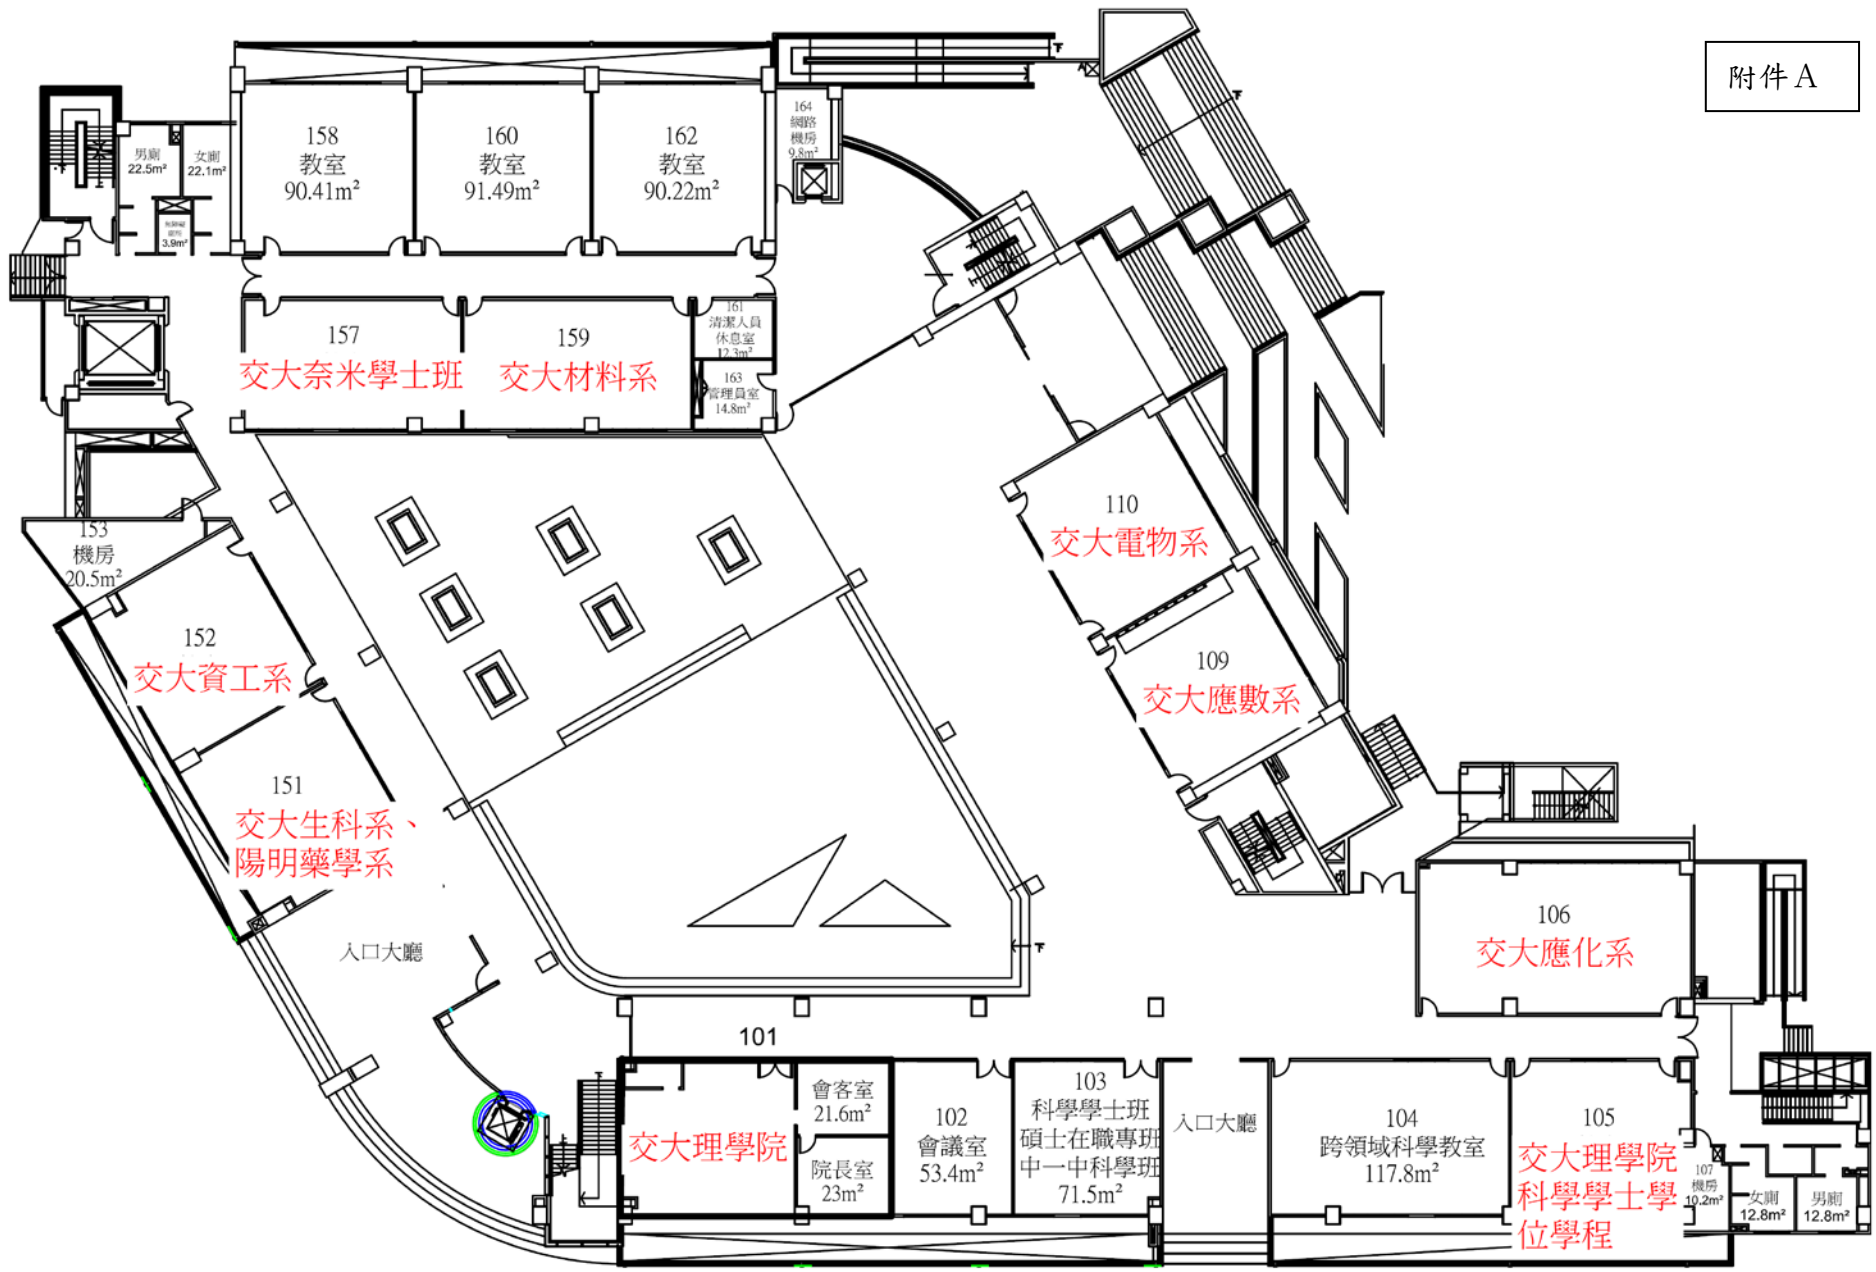 附件A
158
教室
90.41m²
160
教室
91.49m²
162
教室
90.22m²
164
網路
機房
9.8m²
男廁
22.5m²
女廁
22.1m²
3.9m²
157
交大奈米學士班
159
交大材料系
161
清潔人員
休息室
12.3m²
163
管理員室
14.8m²
153
機房
20.5m²
152
交大資工系
151
交大生科系、
陽明藥學系
110
交大電物系
109
交大應數系
106
交大應化系
入口大廳
下
101
交大理學院
會客室
21.6m²
院長室
23m²
102
會議室
53.4m²
103
科學學士班
碩士在職專班
中一中科學班
71.5m²
入口大廳
104
跨領域科學教室
117.8m²
105
交大理學院
科學學士學
位學程
107
機房
10.2m²
女廁
12.8m²
男廁
12.8m²